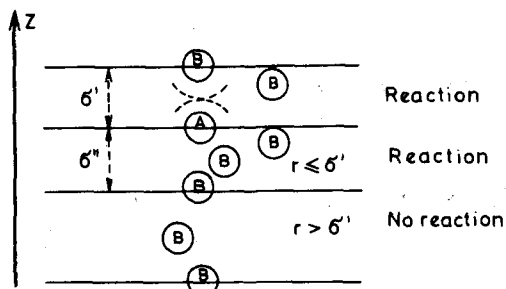 Z
B
B
б' Reaction
A
B
б" B r ≤ б' Reaction
B
r > б' No reaction
B
B